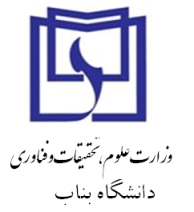 وزارت علوم، تحقیقات و فناوری
دانشگاه بناب